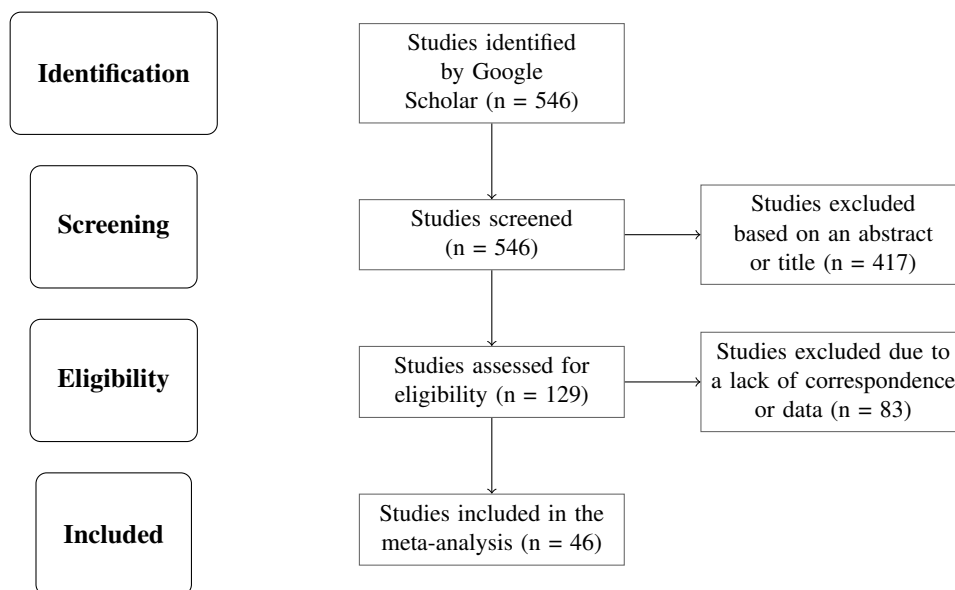 Identification
Studies identified
by Google
Scholar (n = 546)
Screening
Studies screened
(n = 546)
Studies excluded
based on an abstract
or title (n = 417)
Eligibility
Studies assessed for
eligibility (n = 129)
Studies excluded due to
a lack of correspondence
or data (n = 83)
Included
Studies included in the
meta-analysis (n = 46)